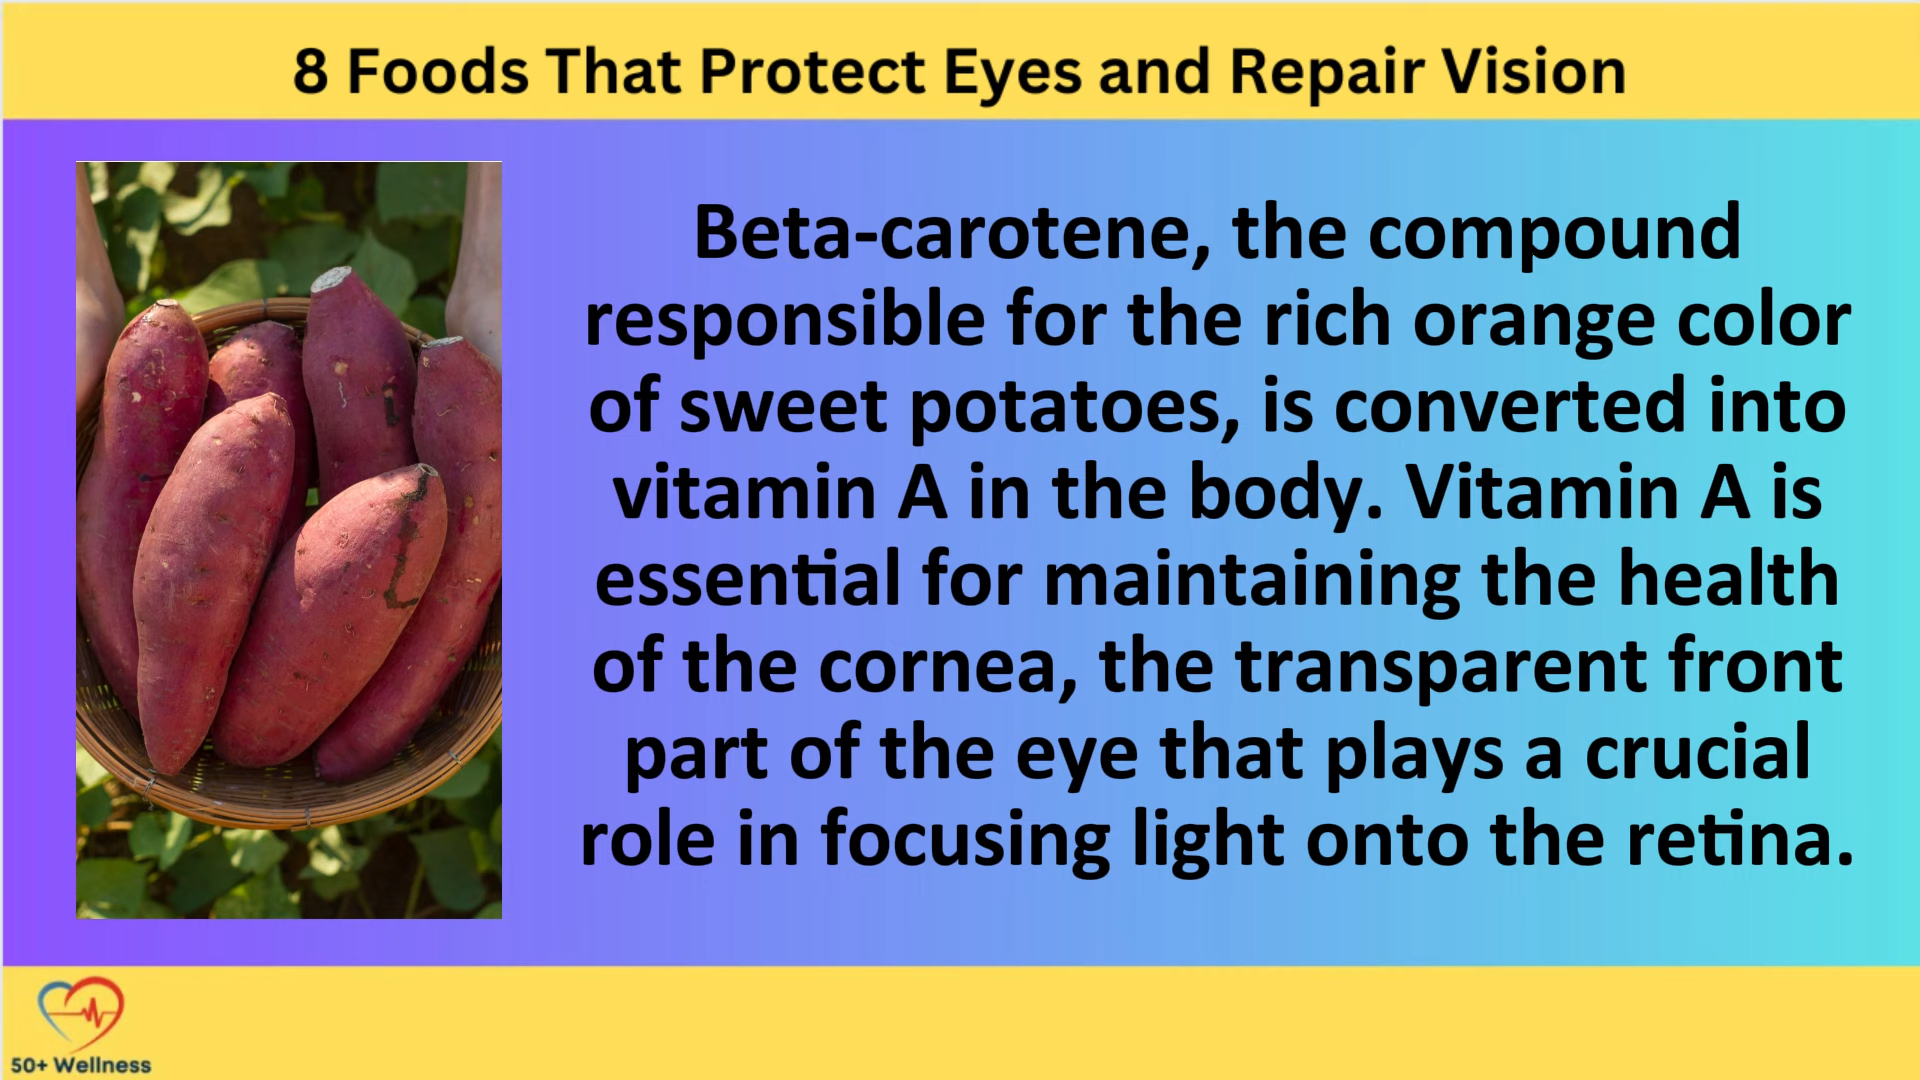 8 Foods That Protect Eyes and Repair Vision
Beta-carotene, the compound
responsible for the rich orange color
of sweet potatoes, is converted into
vitamin A in the body. Vitamin A is
essential for maintaining the health
of the cornea, the transparent front
part of the eye that plays a crucial
role in focusing light onto the retina.
50+ Wellness